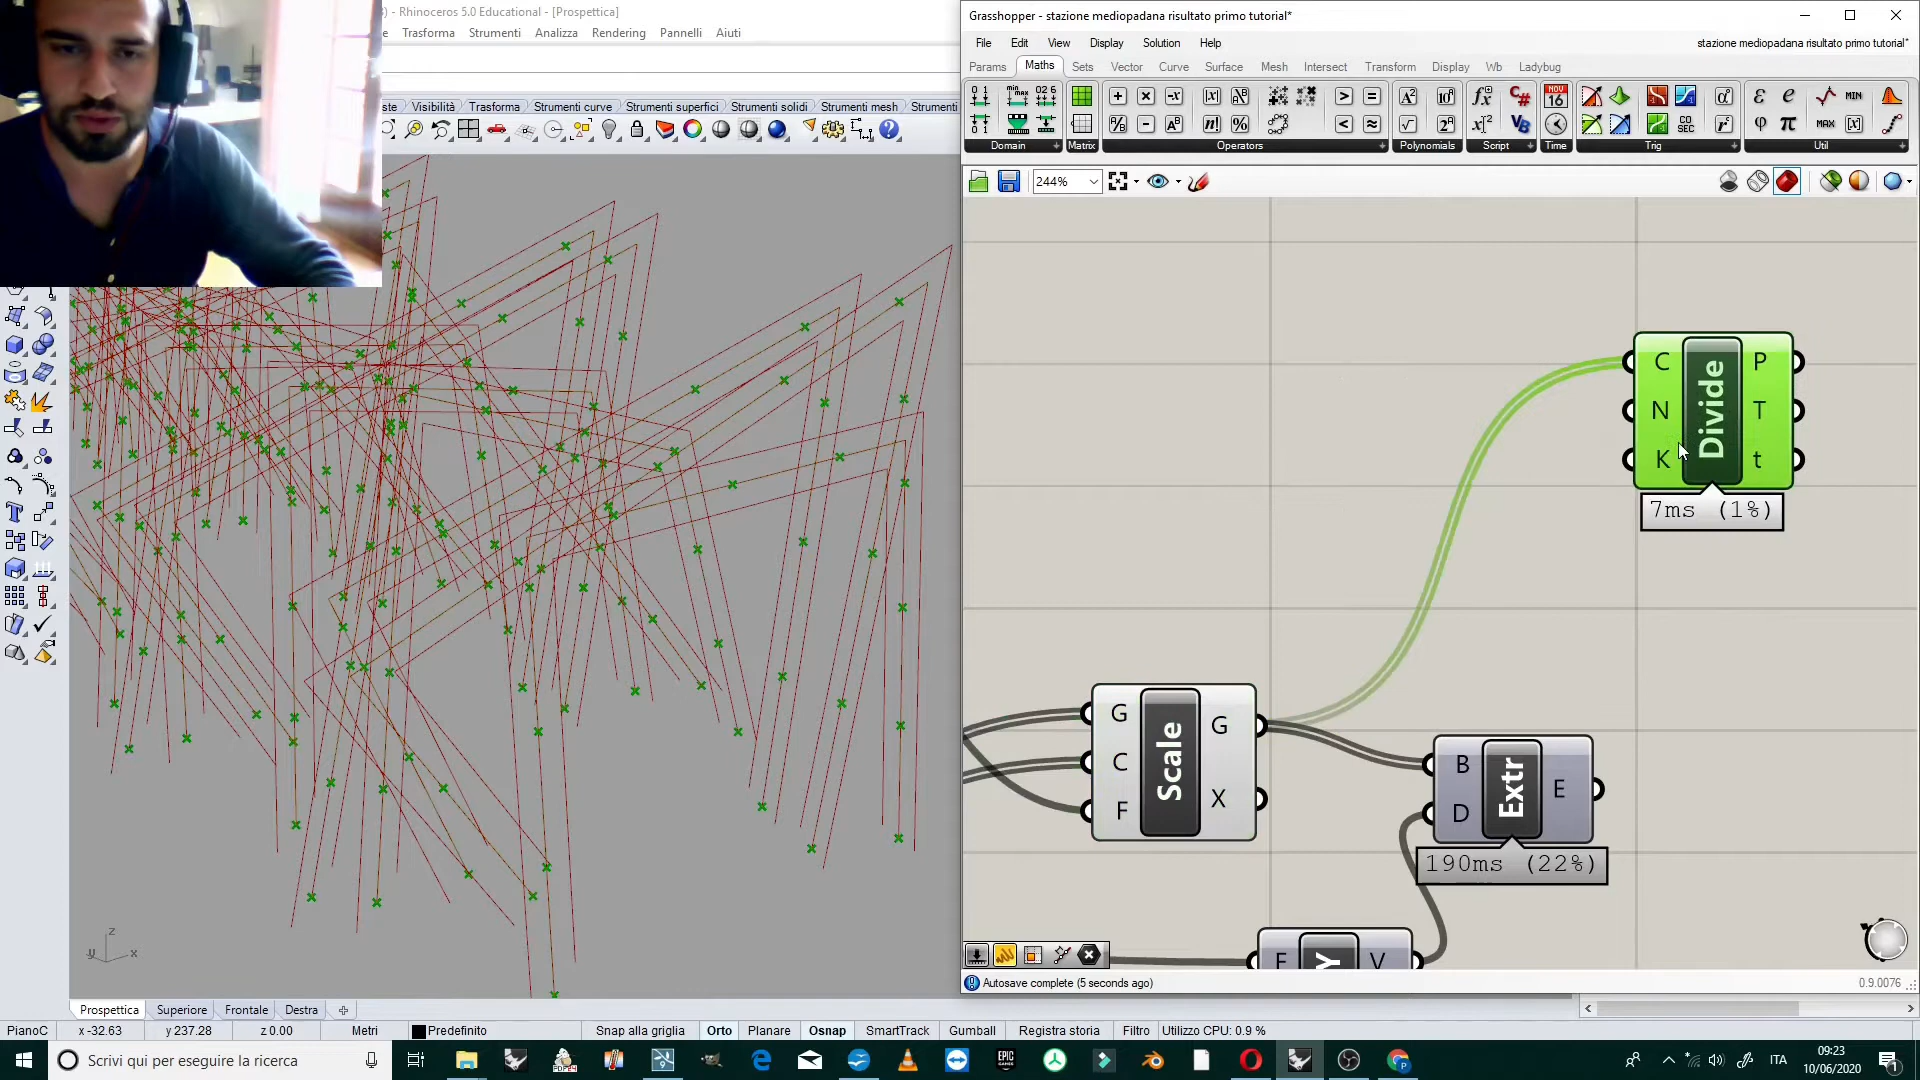 ) - Rhinoceros 5.0 Educational - [Prospettica]
e Trasforma Strumenti Analizza Rendering Pannelli Aiuti
ste Visibilità Trasforma Strumenti curve Strumenti superfici Strumenti solidi Strumenti mesh Strumenti
Grasshopper - stazione mediopadana risultato primo tutorial*
File Edit View Display Solution Help
stazione mediopadana risultato primo tutorial*
Params Maths Sets Vector Curve Surface Mesh Intersect Transform Display Wb Ladybug
Domain Matrix Operators Polynomials Script Time Trig Util
244%
C Divide P
N T
K t
7ms (1%)
G Scale G
C
F X
B Extr E
D
190ms (22%)
F Y V
z
y x
Autosave complete (5 seconds ago)
0.9.0076
Prospettica Superiore Frontale Destra
PianoC x -32.63 y 237.28 z 0.00 Metri Predefinito Snap alla griglia Orto Planare Osnap SmartTrack Gumball Registra storia Filtro Utilizzo CPU: 0.9 %
Scrivi qui per eseguire la ricerca
ITA
09:23
10/06/2020
1